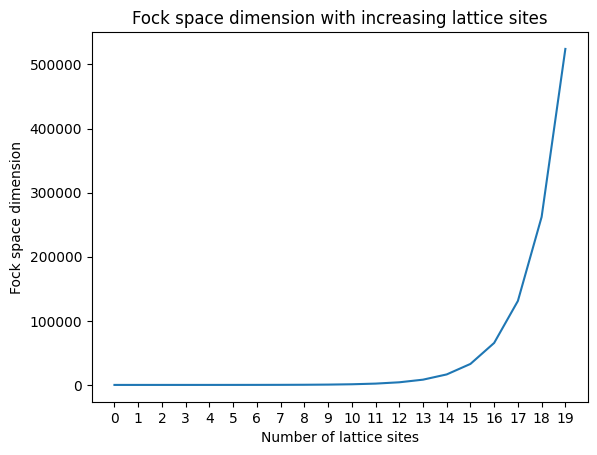 Fock space dimension with increasing lattice sites
Fock space dimension
500000
400000
300000
200000
100000
0
0 1 2 3 4 5 6 7 8 9 10 11 12 13 14 15 16 17 18 19
Number of lattice sites